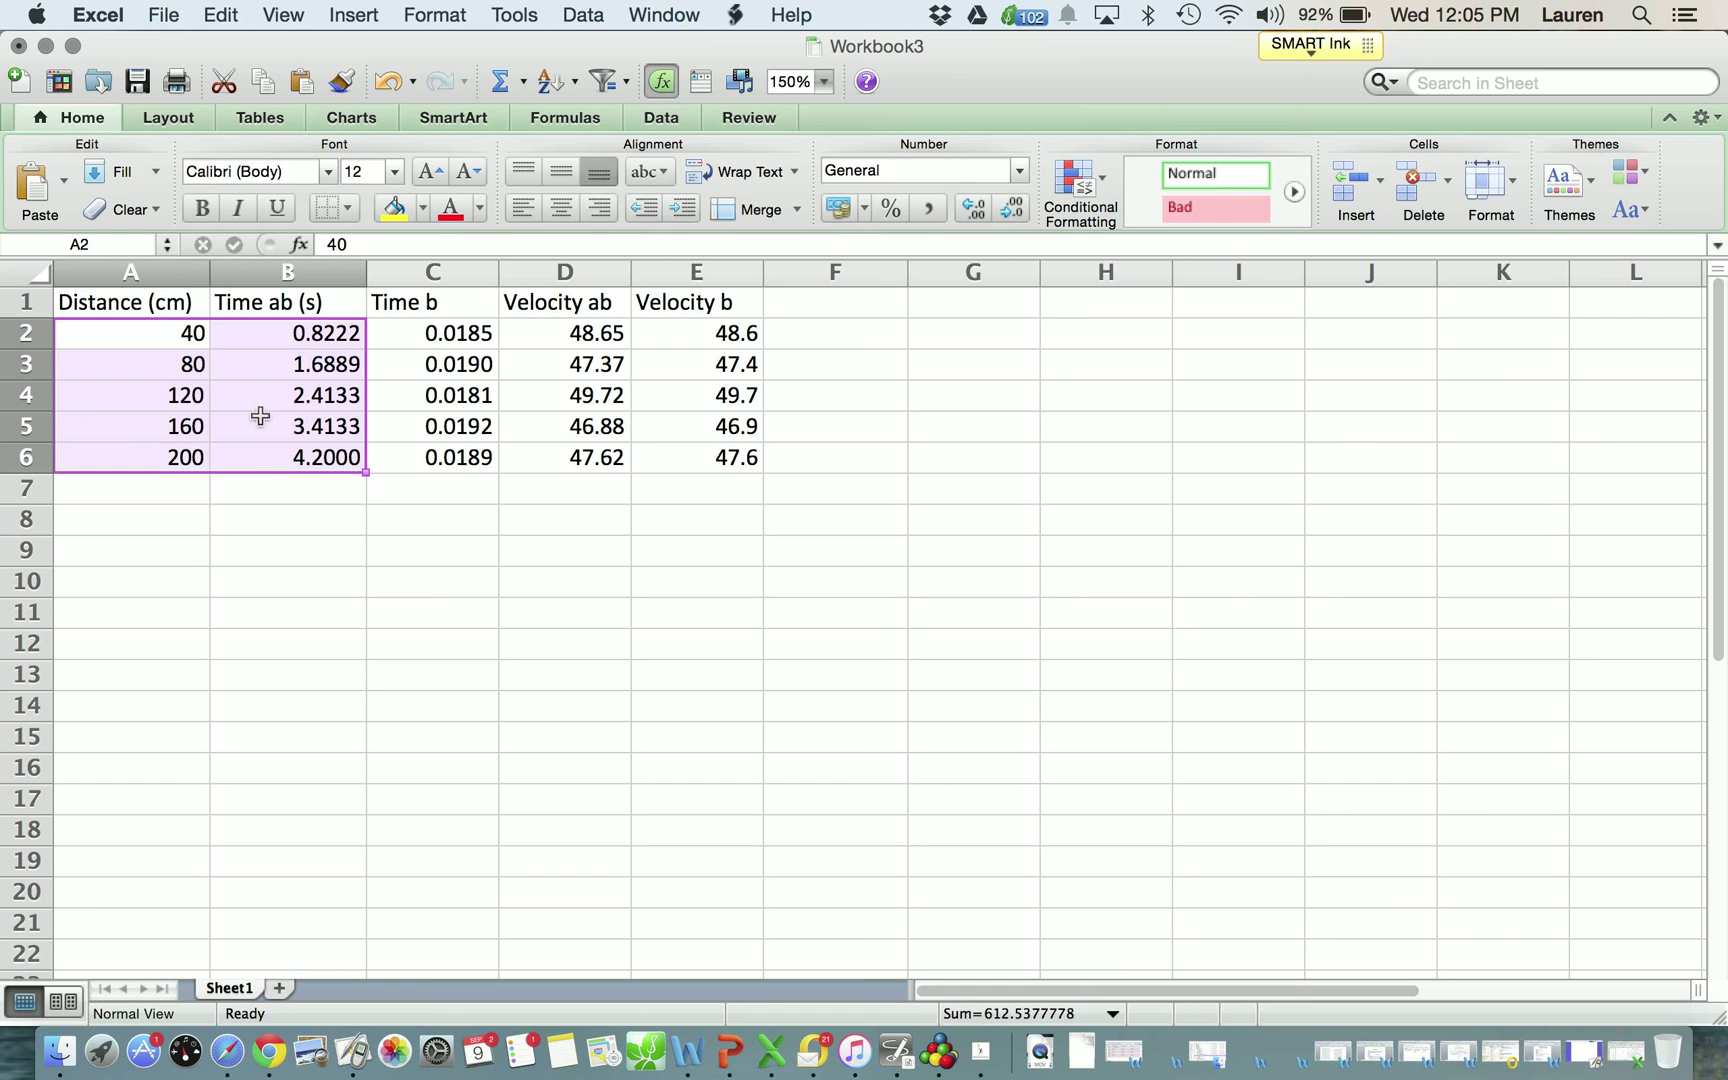 Excel File Edit View Insert Format Tools Data Window Help 102 92% Wed 12:05 PM Lauren
Workbook3
SMART Ink
150% Search in Sheet
Home Layout Tables Charts SmartArt Formulas Data Review
Edit Font Alignment Number Format Cells Themes
Fill Calibri (Body) 12 A A abc Wrap Text General Normal
Paste Clear B I U A Merge % , .0 .00 .00 .0 Conditional Formatting Bad Insert Delete Format Aa Themes Aa
A2 fx 40
A B C D E F G H I J K L
1 Distance (cm) Time ab (s) Time b Velocity ab Velocity b
2 40 0.8222 0.0185 48.65 48.6
3 80 1.6889 0.0190 47.37 47.4
4 120 2.4133 0.0181 49.72 49.7
5 160 3.4133 0.0192 46.88 46.9
6 200 4.2000 0.0189 47.62 47.6
7
8
9
10
11
12
13
14
15
16
17
18
19
20
21
22
Sheet1
Normal View Ready Sum=612.5377778